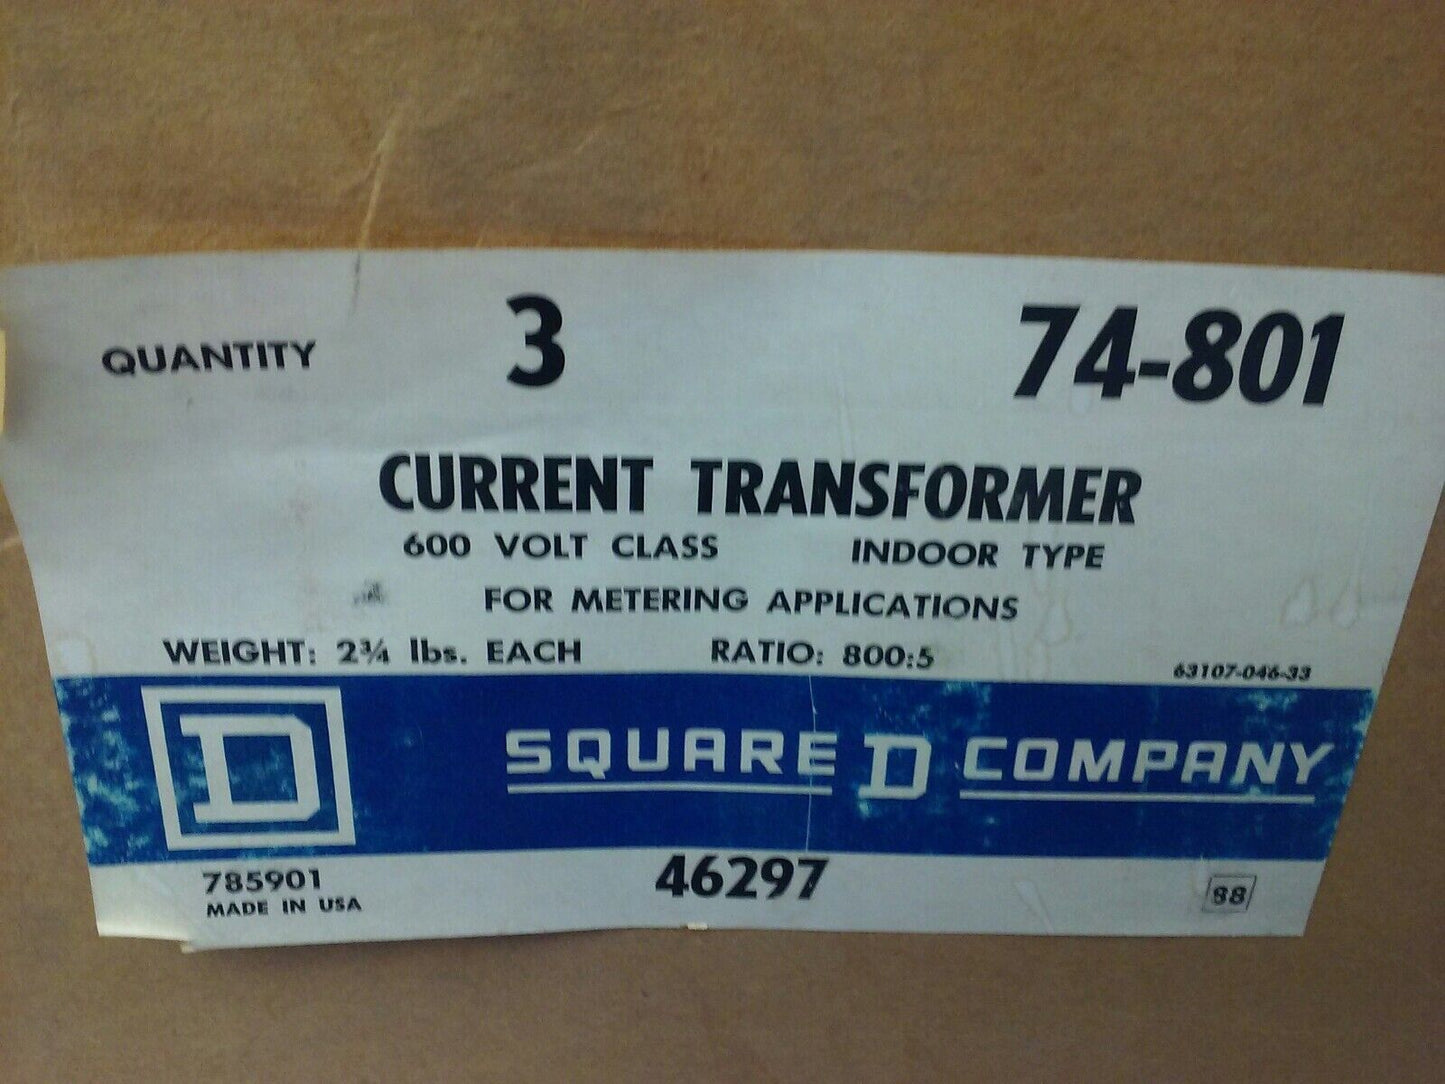 QUANTITY 3 74-801
CURRENT TRANSFORMER
600 VOLT CLASS INDOOR TYPE
FOR METERING APPLICATIONS
WEIGHT: 2¾ lbs. EACH RATIO: 800:5 63107-046-33
D SQUARE D COMPANY
785901 46297 88
MADE IN USA